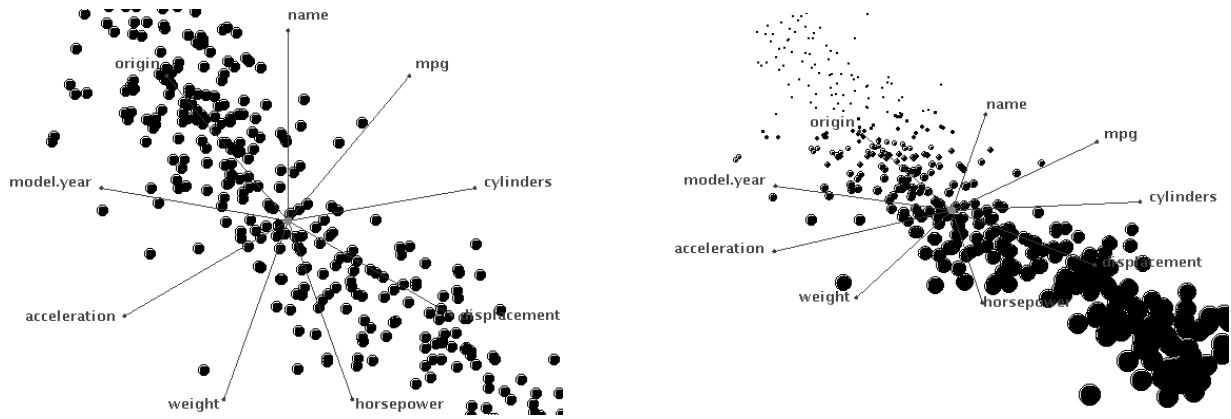 name
origin
mpg
model.year
cylinders
acceleration
displacement
weight
horsepower
name
origin
mpg
model.year
cylinders
acceleration
displacement
weight
horsepower